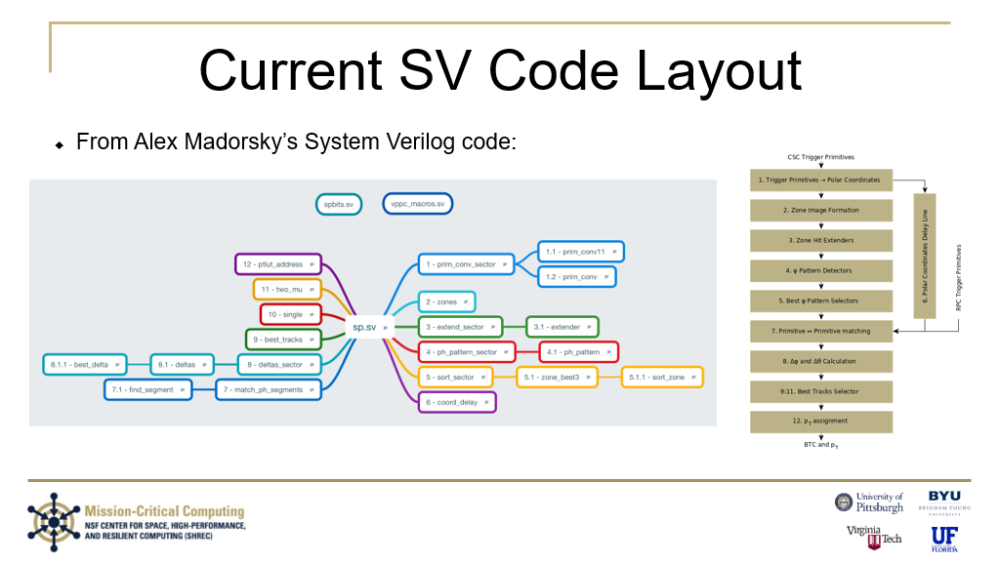 Current SV Code Layout
From Alex Madorsky’s System Verilog code:
spbits.sv
vppc_macros.sv
12 - ptlut_address
11 - two_mu
10 - single
9 - best_tracks
8.1.1 - best_delta
8.1 - deltas
8 - deltas_sector
7.1 - find_segment
7 - match_ph_segments
sp.sv
1 - prim_conv_sector
1.1 - prim_conv11
1.2 - prim_conv
2 - zones
3 - extend_sector
3.1 - extender
4 - ph_pattern_sector
4.1 - ph_pattern
5 - sort_sector
5.1 - zone_best3
5.1.1 - sort_zone
6 - coord_delay
CSC Trigger Primitives
1. Trigger Primitives → Polar Coordinates
2. Zone Image Formation
3. Zone Hit Extenders
4. φ Pattern Detectors
5. Best φ Pattern Selectors
6. Polar Coordinates Delay Line
RPC Trigger Primitives
7. Primitive ↔ Primitive matching
8. Δφ and Δθ Calculation
9:11. Best Tracks Selector
12. pT assignment
BTC and pT
Mission-Critical Computing
NSF CENTER FOR SPACE, HIGH-PERFORMANCE,
AND RESILIENT COMPUTING (SHREC)
University of
Pittsburgh
BYU
BRIGHAM YOUNG
UNIVERSITY
Virginia
Tech
UF
UNIVERSITY of
FLORIDA